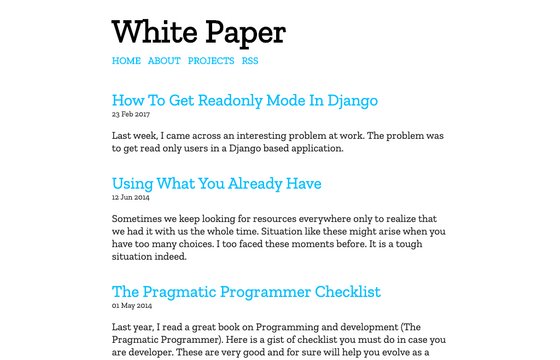 White Paper
HOME ABOUT PROJECTS RSS
How To Get Readonly Mode In Django
23 Feb 2017
Last week, I came across an interesting problem at work. The problem was
to get read only users in a Django based application.
Using What You Already Have
12 Jun 2014
Sometimes we keep looking for resources everywhere only to realize that
we had it with us the whole time. Situation like these might arise when you
have too many choices. I too faced these moments before. It is a tough
situation indeed.
The Pragmatic Programmer Checklist
01 May 2014
Last year, I read a great book on Programming and development (The
Pragmatic Programmer). Here is a gist of checklist you must do in case you
are developer. These are very good and for sure will help you evolve as a